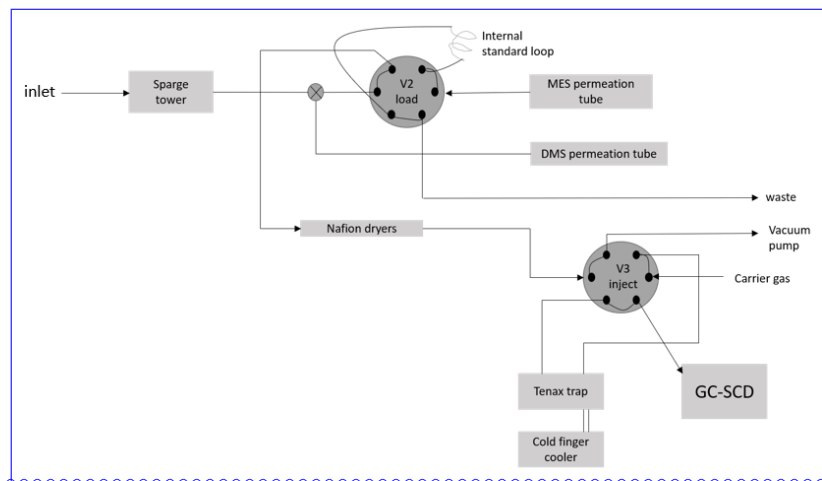 Internal
standard loop
inlet
Sparge
tower
V2
load
MES permeation
tube
DMS permeation tube
waste
Nafion dryers
Vacuum
pump
V3
inject
Carrier gas
Tenax trap
GC-SCD
Cold finger
cooler